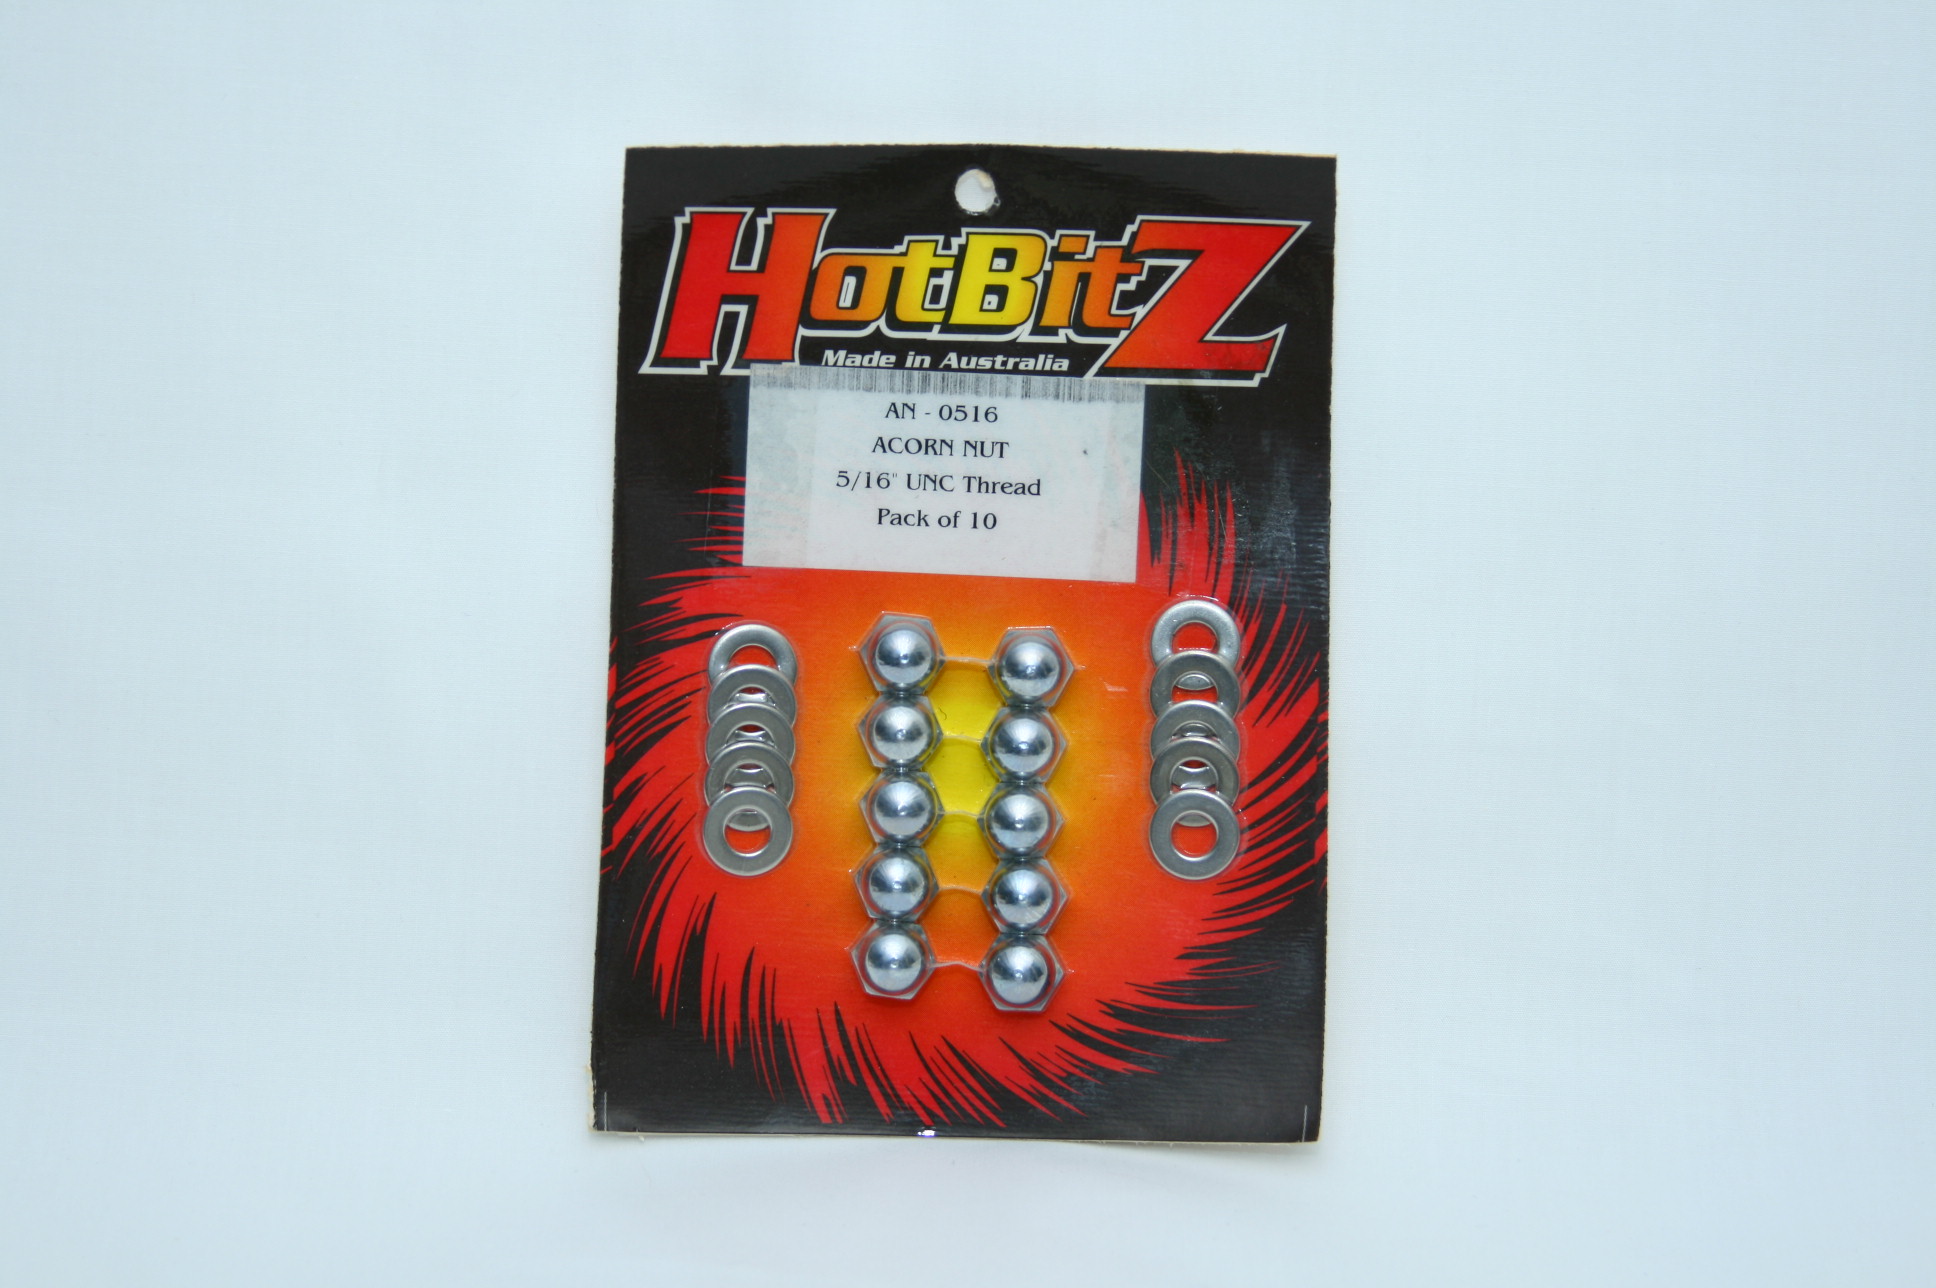 HotBitZ
Made in Australia
AN - 0516
ACORN NUT
5/16" UNC Thread
Pack of 10